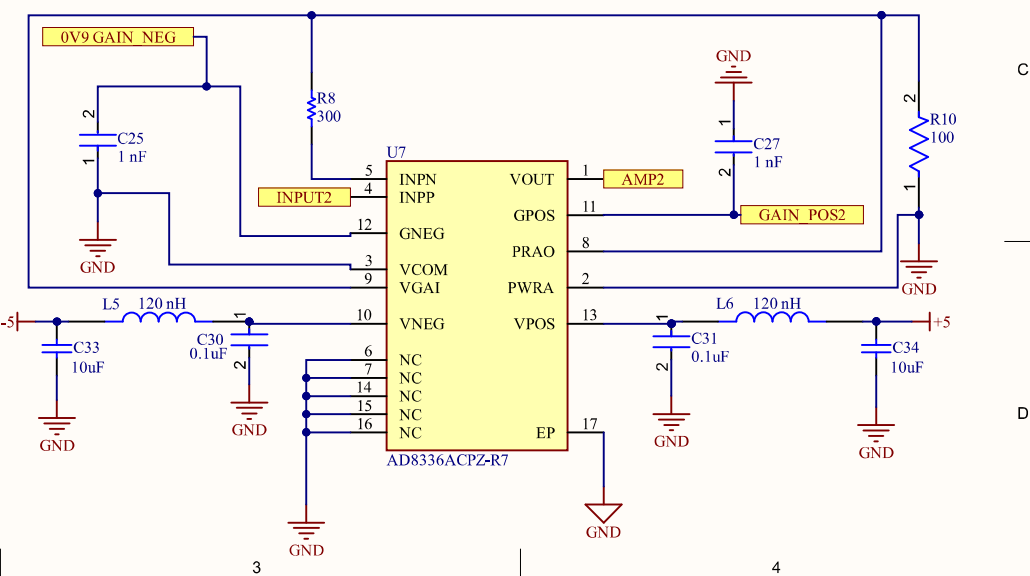 C
0V9 GAIN_NEG
GND
R8
300
2
R10
100
1
2
C25
1 nF
1
1
C27
1 nF
2
U7
5
INPN
VOUT
1
AMP2
INPUT2
4
INPP
GPOS
11
GAIN_POS2
12
GNEG
PRAO
8
GND
3
VCOM
9
VGAI
PWRA
2
GND
-5
L5
120 nH
10
VNEG
VPOS
13
L6
120 nH
+5
C33
10uF
1
C30
0.1uF
2
1
C31
0.1uF
2
C34
10uF
6
NC
7
NC
14
NC
15
NC
16
NC
EP
17
D
GND
GND
GND
GND
AD8336ACPZ-R7
GND
GND
3
4